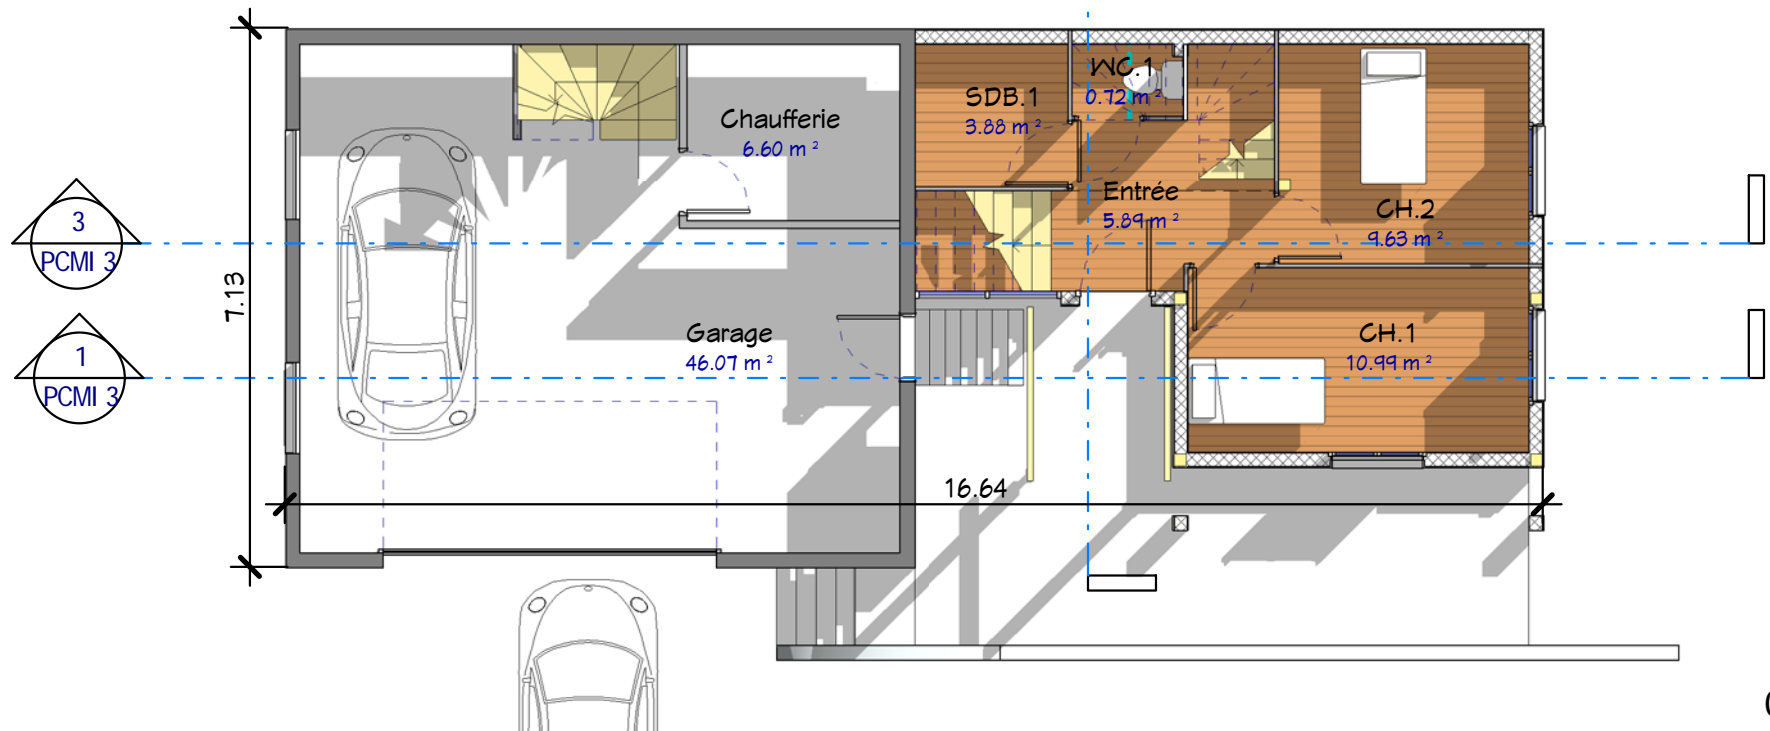 WC.1
0.72 m²
SDB.1
3.88 m²
Chaufferie
6.60 m²
3
PCMI 3
Entrée
5.89 m²
CH.2
9.63 m²
7.13
Garage
46.07 m²
1
PCMI 3
CH.1
10.99 m²
16.64